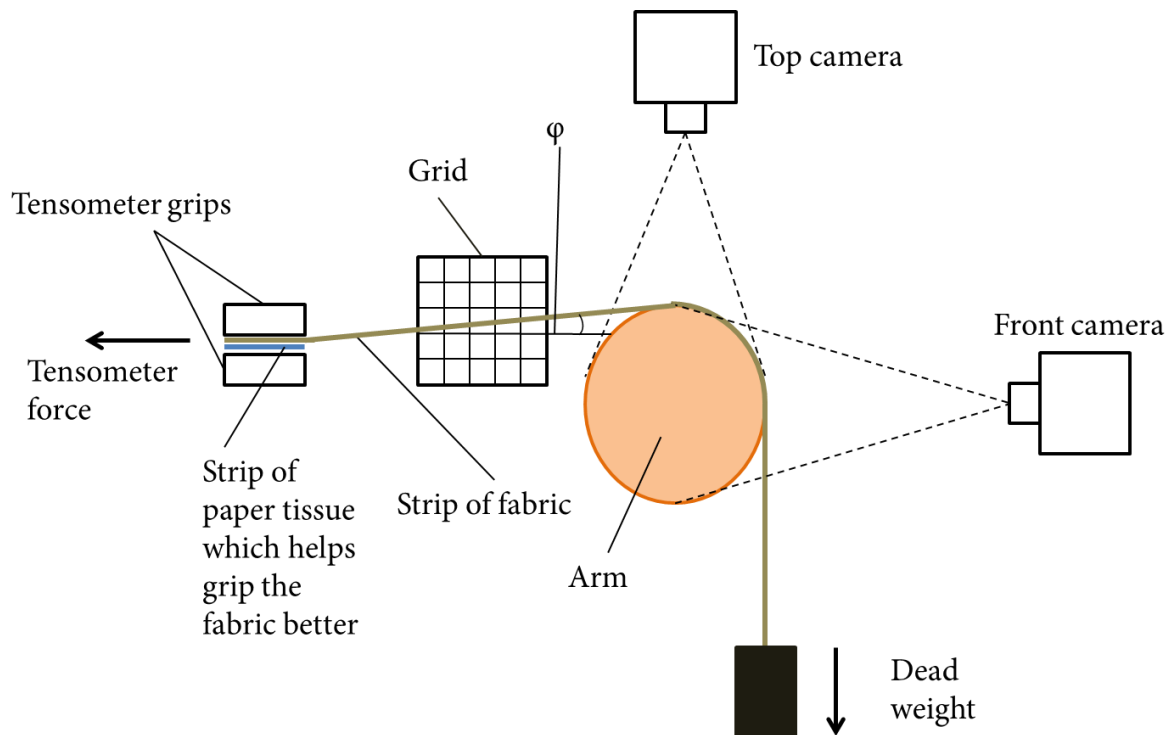 Top camera
φ
Grid
Tensometer grips
Front camera
Tensometer
force
Strip of
paper tissue
which helps
grip the
fabric better
Strip of fabric
Arm
Dead
weight